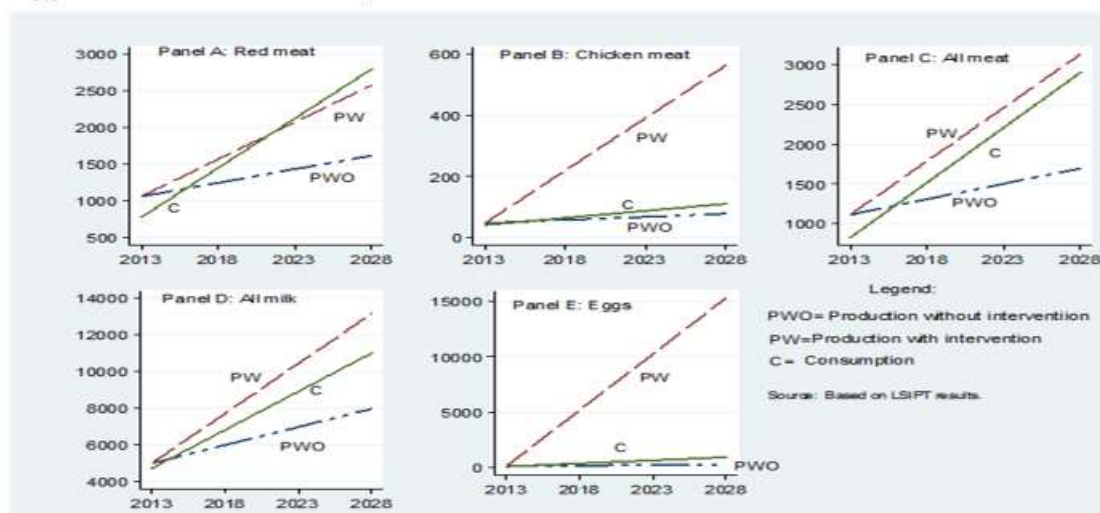 Panel A: Red meat
3000
2500
2000
1500
1000
500
PW
PWO
C
2013 2018 2023 2028
Panel B: Chicken meat
600
400
200
0
PW
C
PWO
2013 2018 2023 2028
Panel C: All meat
3000
2500
2000
1500
1000
PW
C
PWO
2013 2018 2023 2028
Panel D: All milk
14000
12000
10000
8000
6000
4000
PW
C
PWO
2013 2018 2023 2028
Panel E: Eggs
15000
10000
5000
0
PW
C
PWO
2013 2018 2023 2028
Legend:
PWO= Production without interventiion
PW=Production with intervention
C= Consumption
Source: Based on LSIPT results.